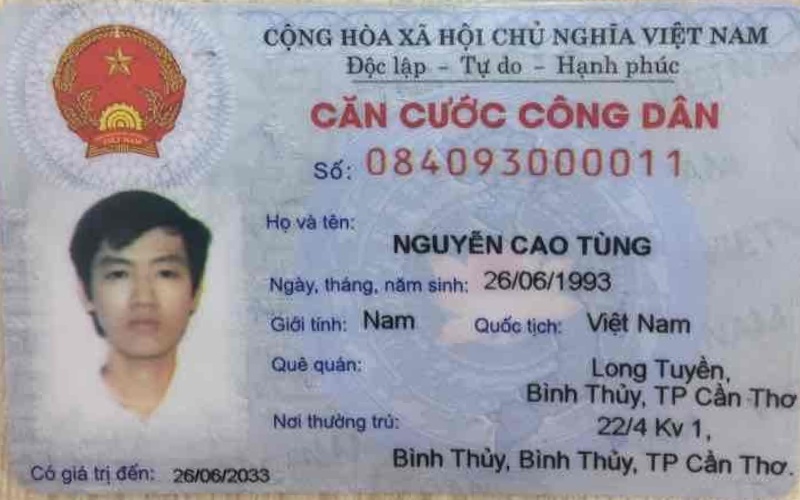 CỘNG HÒA XÃ HỘI CHỦ NGHĨA VIỆT NAM
Độc lập - Tự do - Hạnh phúc
CĂN CƯỚC CÔNG DÂN
Số: 084093000011
Họ và tên:
NGUYỄN CAO TÙNG
Ngày, tháng, năm sinh: 26/06/1993
Giới tính: Nam Quốc tịch: Việt Nam
Quê quán: Long Tuyền,
Bình Thủy, TP Cần Thơ
Nơi thường trú: 22/4 Kv 1,
Bình Thủy, Bình Thủy, TP Cần Thơ.
Có giá trị đến: 26/06/2033